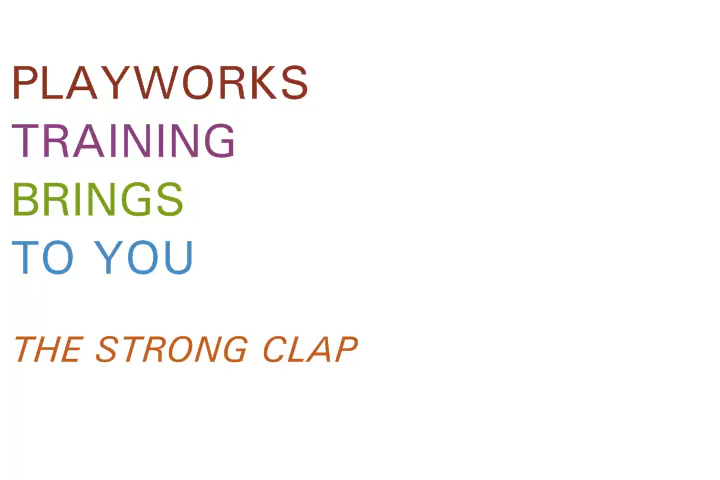 PLAYWORKS
TRAINING
BRINGS
TO YOU
THE STRONG CLAP